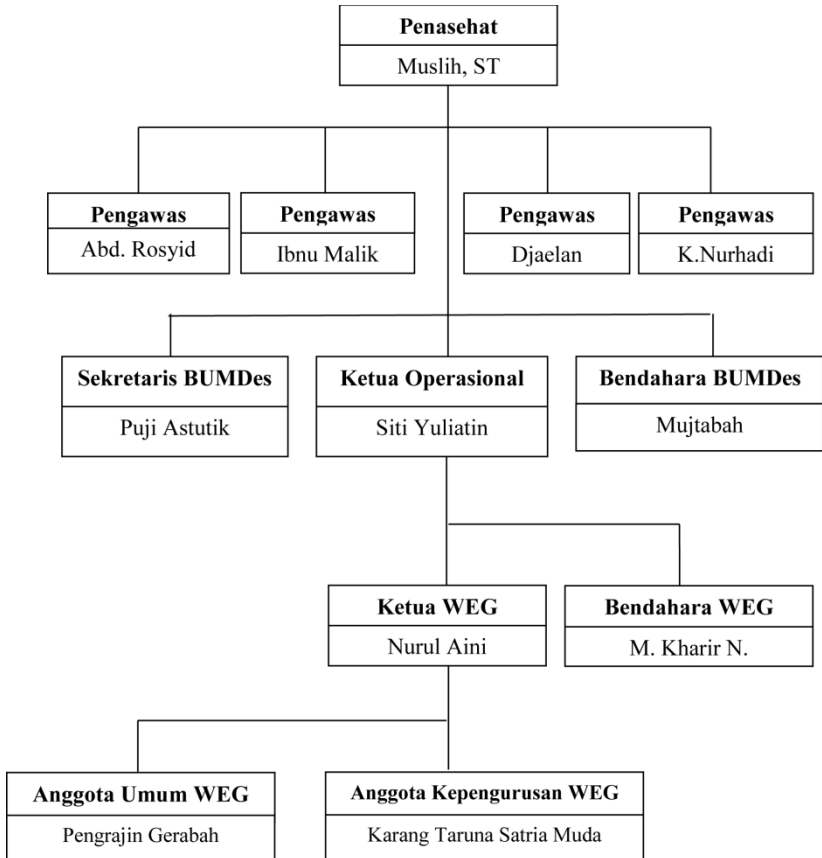 Penasehat
Muslih, ST
Pengawas
Abd. Rosyid
Pengawas
Ibnu Malik
Pengawas
Djaelan
Pengawas
K.Nurhadi
Sekretaris BUMDes
Puji Astutik
Ketua Operasional
Siti Yuliatin
Bendahara BUMDes
Mujtabah
Ketua WEG
Nurul Aini
Bendahara WEG
M. Kharir N.
Anggota Umum WEG
Pengrajin Gerabah
Anggota Kepengurusan WEG
Karang Taruna Satria Muda